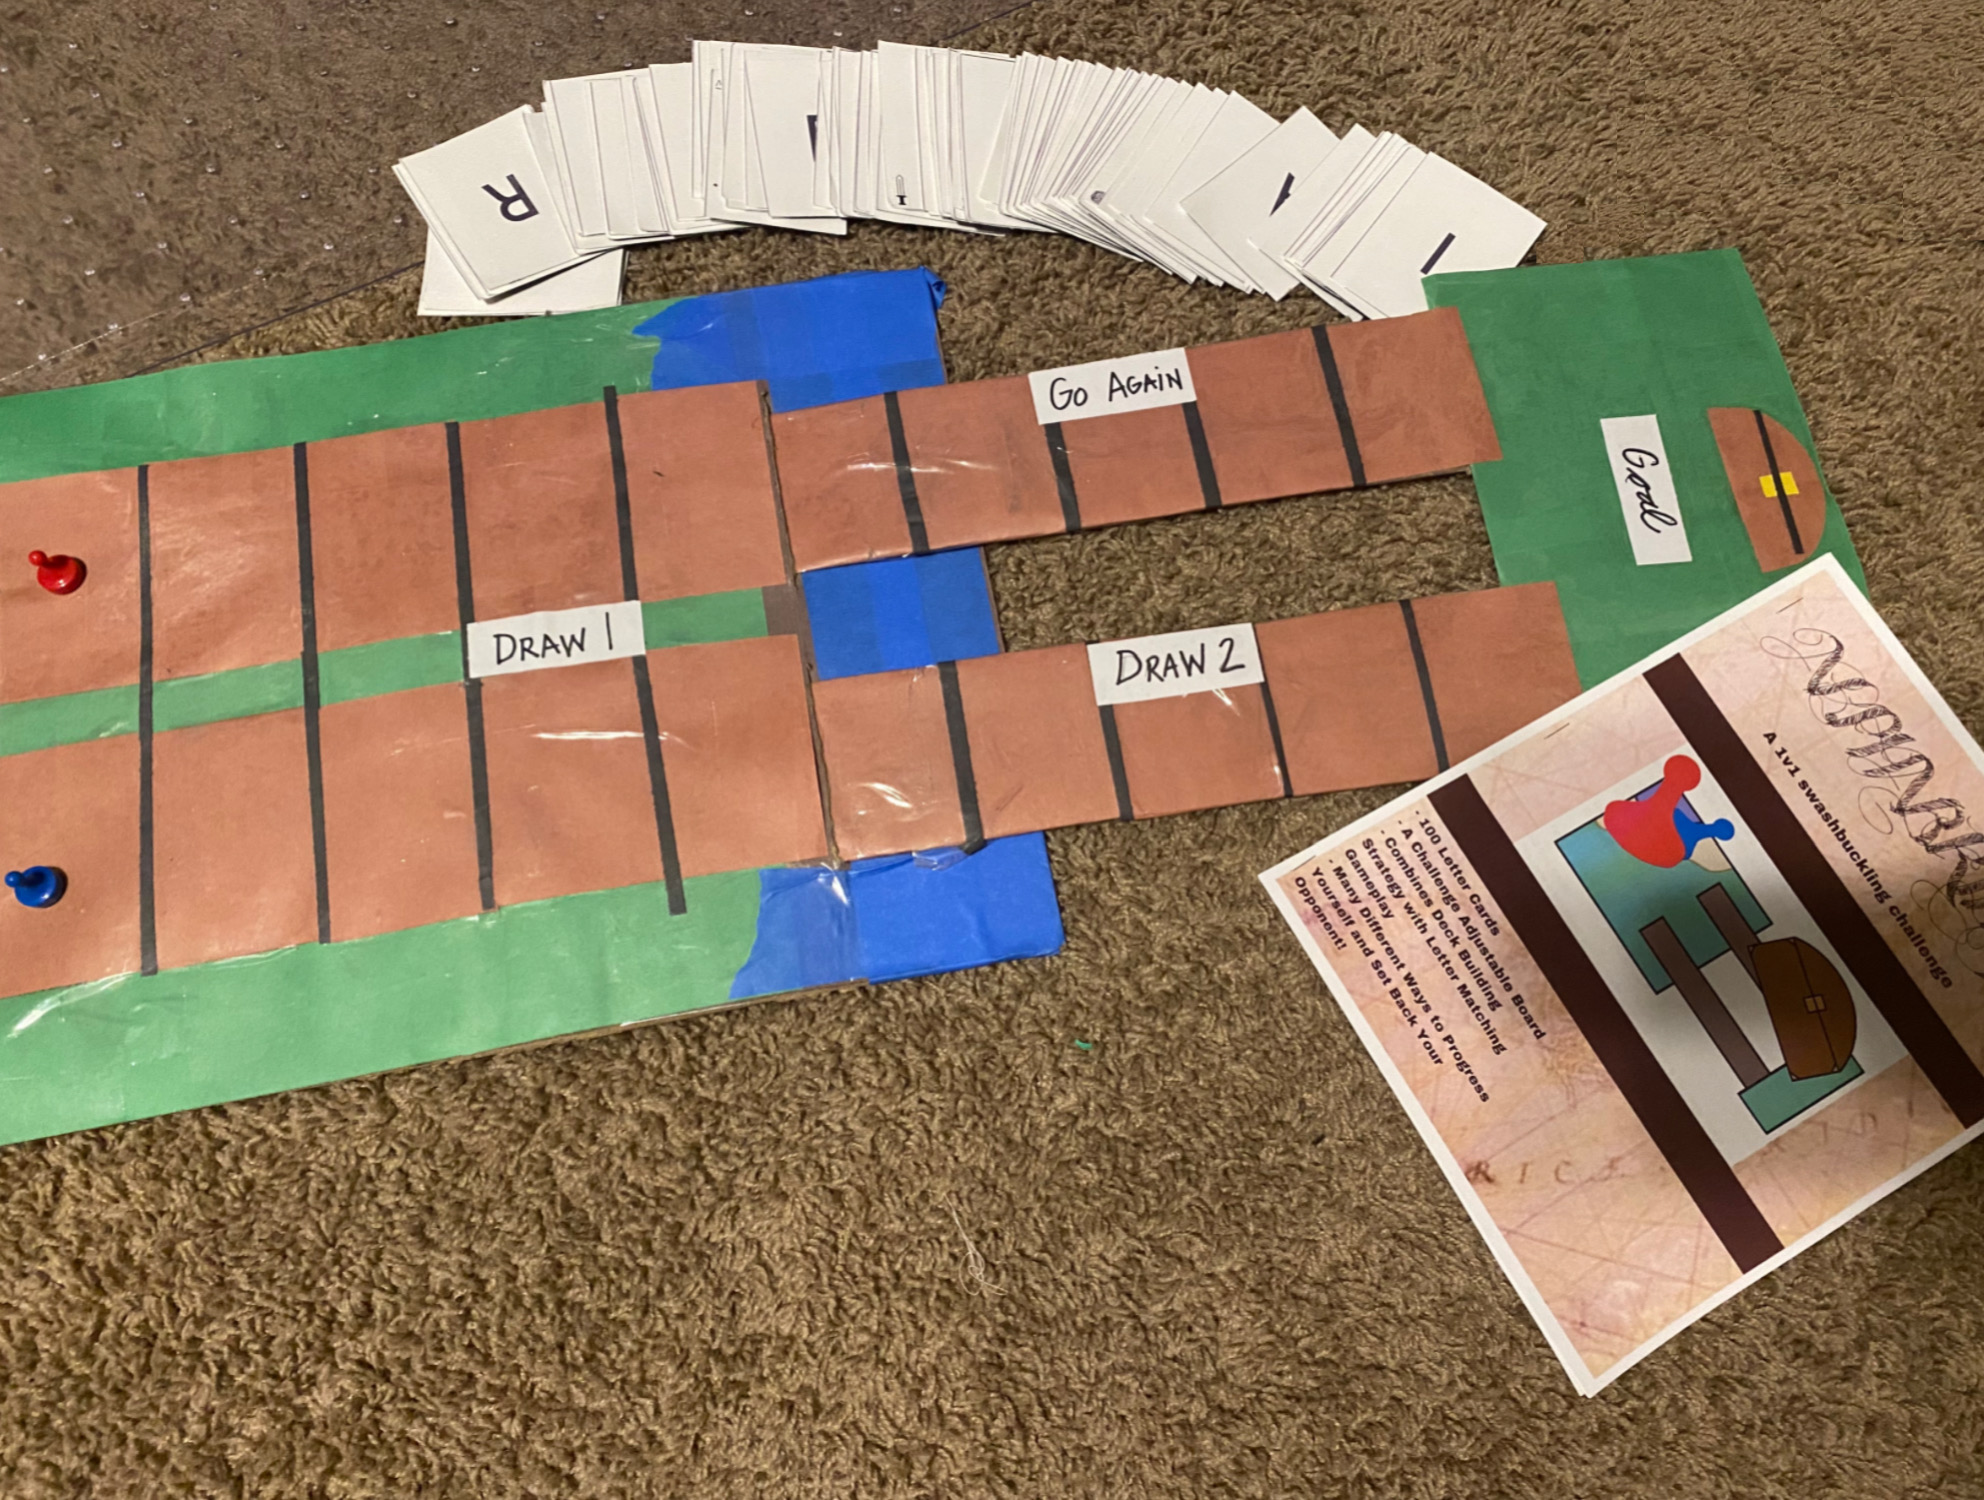 R
GO AGAIN
Goal
DRAW 1
DRAW 2
A 1v1 swashbuckling challenge
- 100 Letter Cards
- A Challenge Adjustable Board
- Combines Deck Building
Strategy with Letter Matching
Gameplay
- Many Different Ways to Progress
Yourself and Set Back Your
Opponent!